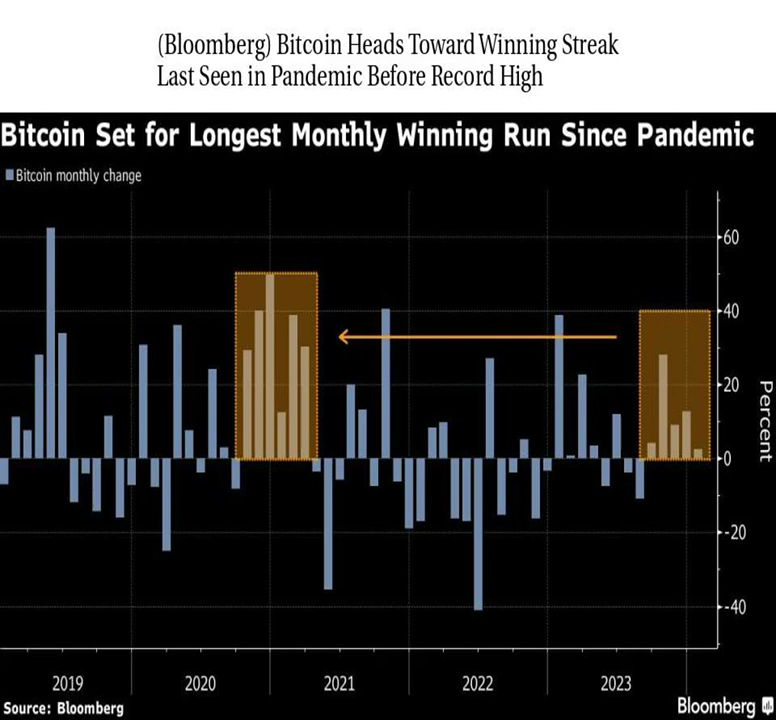 (Bloomberg) Bitcoin Heads Toward Winning Streak
Last Seen in Pandemic Before Record High
Bitcoin Set for Longest Monthly Winning Run Since Pandemic
Bitcoin monthly change
60
40
20
0
-20
-40
Percent
2019
2020
2021
2022
2023
Source: Bloomberg
Bloomberg